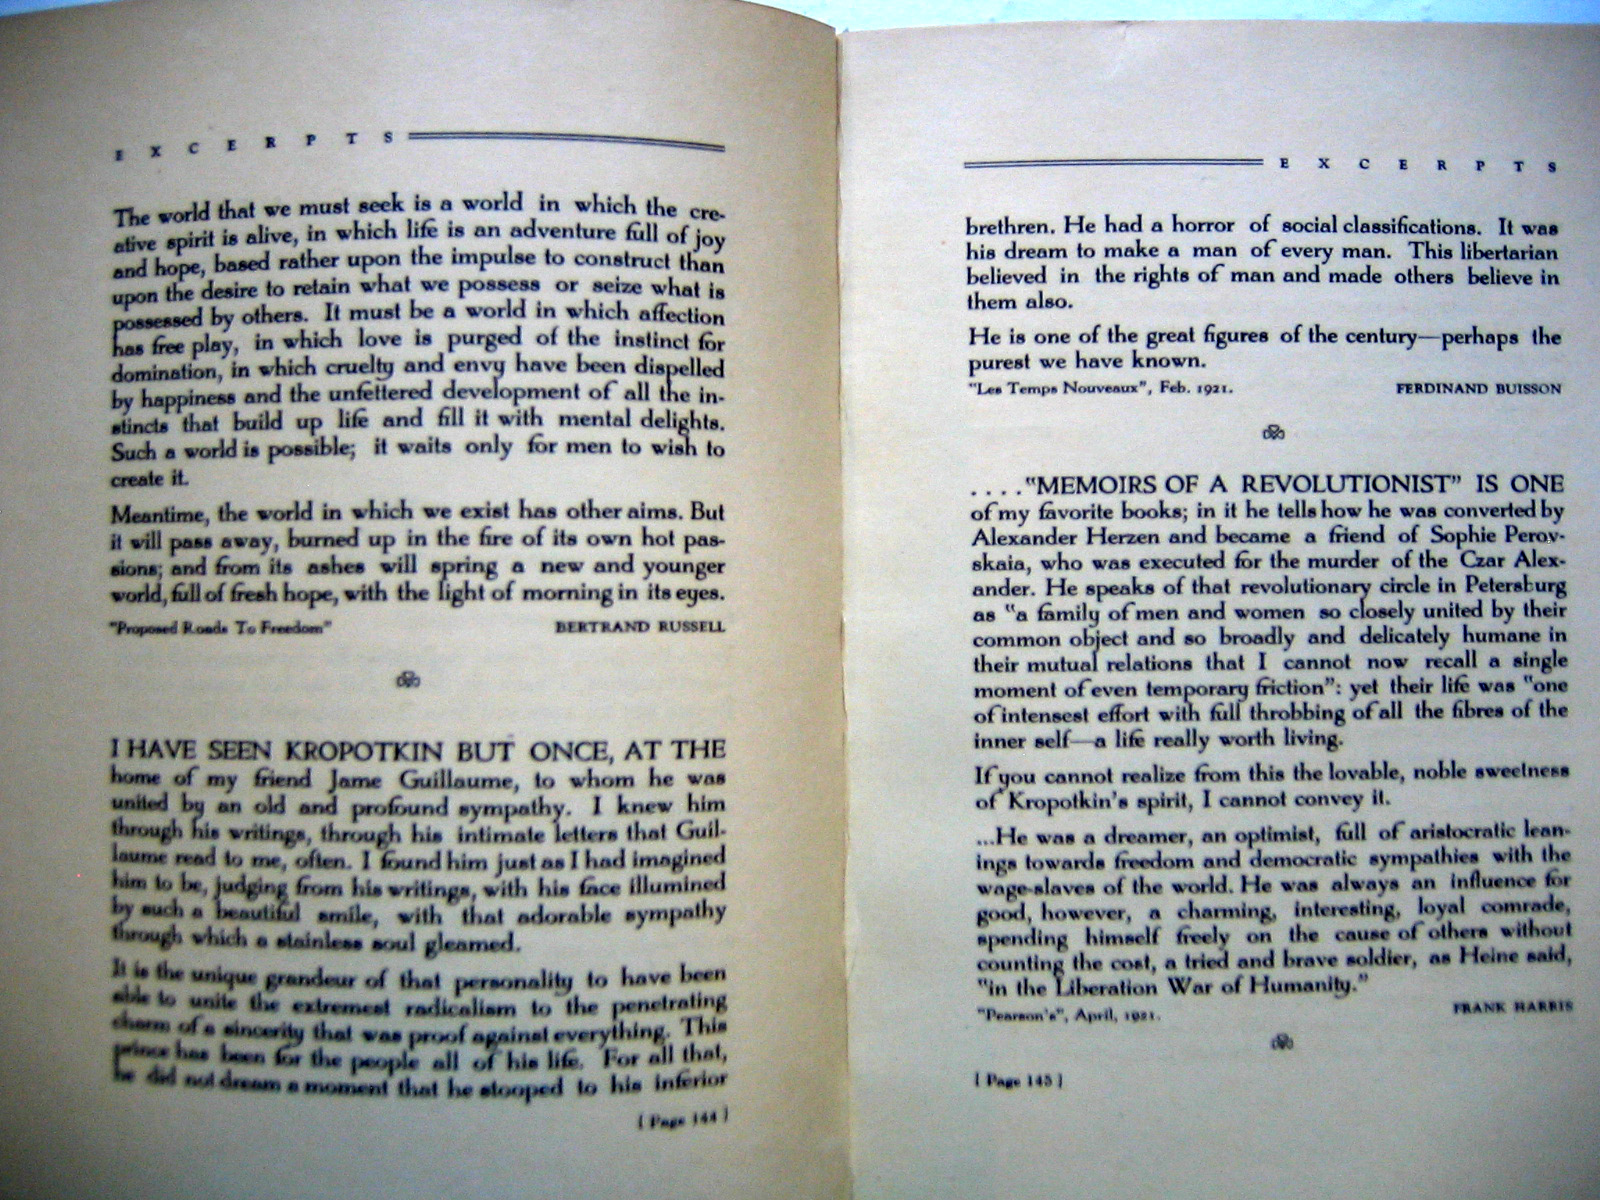 E X C E R P T S
The world that we must seek is a world in which the cre-
ative spirit is alive, in which life is an adventure full of joy
and hope, based rather upon the impulse to construct than
upon the desire to retain what we possess or seize what is
possessed by others. It must be a world in which affection
has free play, in which love is purged of the instinct for
domination, in which cruelty and envy have been dispelled
by happiness and the unfettered development of all the in-
stincts that build up life and fill it with mental delights.
Such a world is possible; it waits only for men to wish to
create it.
Meantime, the world in which we exist has other aims. But
it will pass away, burned up in the fire of its own hot pas-
sions; and from its ashes will spring a new and younger
world, full of fresh hope, with the light of morning in its eyes.
"Proposed Roads To Freedom" BERTRAND RUSSELL
I HAVE SEEN KROPOTKIN BUT ONCE, AT THE
home of my friend Jame Guillaume, to whom he was
united by an old and profound sympathy. I knew him
through his writings, through his intimate letters that Guil-
laume read to me, often. I found him just as I had imagined
him to be, judging from his writings, with his face illumined
by such a beautiful smile, with that adorable sympathy
through which a stainless soul gleamed.
It is the unique grandeur of that personality to have been
able to unite the extremest radicalism to the penetrating
charm of a sincerity that was proof against everything. This
prince has been for the people all of his life. For all that,
he did not dream a moment that he stooped to his inferior
[ Page 144 ]
E X C E R P T S
brethren. He had a horror of social classifications. It was
his dream to make a man of every man. This libertarian
believed in the rights of man and made others believe in
them also.
He is one of the great figures of the century—perhaps the
purest we have known.
"Les Temps Nouveaux", Feb. 1921. FERDINAND BUISSON
...."MEMOIRS OF A REVOLUTIONIST" IS ONE
of my favorite books; in it he tells how he was converted by
Alexander Herzen and became a friend of Sophie Perov-
skaia, who was executed for the murder of the Czar Alex-
ander. He speaks of that revolutionary circle in Petersburg
as "a family of men and women so closely united by their
common object and so broadly and delicately humane in
their mutual relations that I cannot now recall a single
moment of even temporary friction": yet their life was "one
of intensest effort with full throbbing of all the fibres of the
inner self—a life really worth living.
If you cannot realize from this the lovable, noble sweetness
of Kropotkin's spirit, I cannot convey it.
...He was a dreamer, an optimist, full of aristocratic lean-
ings towards freedom and democratic sympathies with the
wage-slaves of the world. He was always an influence for
good, however, a charming, interesting, loyal comrade,
spending himself freely on the cause of others without
counting the cost, a tried and brave soldier, as Heine said,
"in the Liberation War of Humanity."
"Pearson's", April, 1921. FRANK HARRIS
[ Page 145 ]